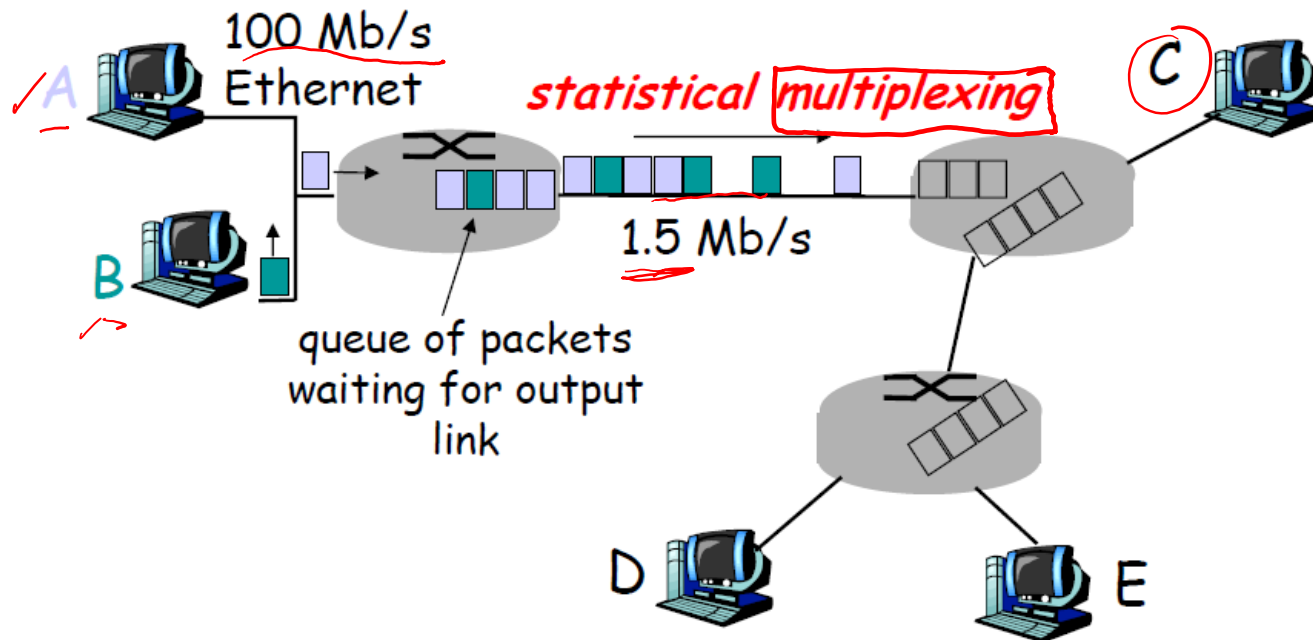 100 Mb/s
Ethernet
A
statistical multiplexing
C
B
1.5 Mb/s
queue of packets
waiting for output
link
D
E